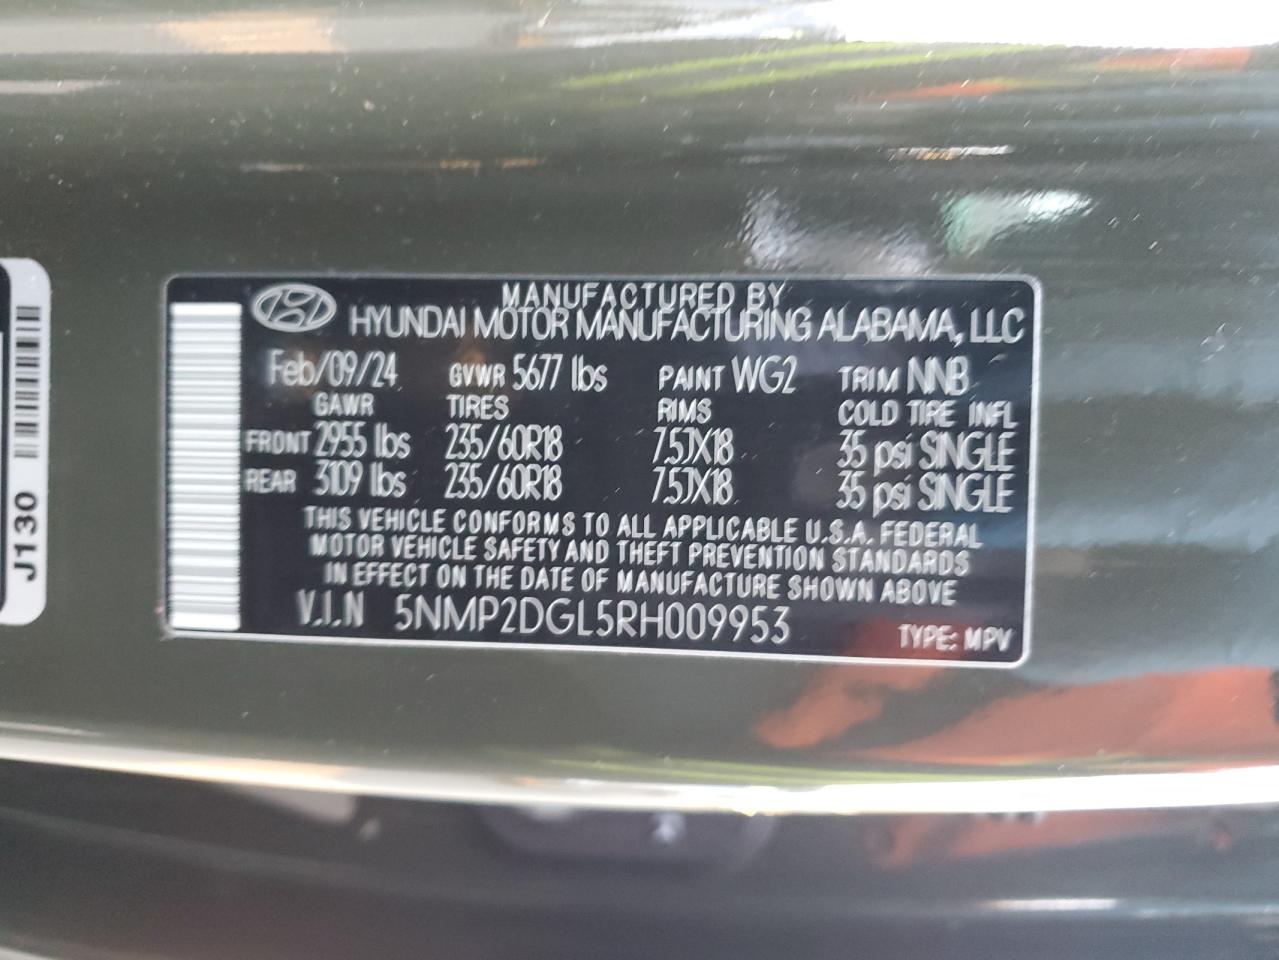 MANUFACTURED BY
HYUNDAI MOTOR MANUFACTURING ALABAMA, LLC
Feb/09/24 GVWR 5677 lbs PAINT WG2 TRIM NNB
GAWR TIRES RIMS COLD TIRE INFL
FRONT 2955 lbs 235/60R18 7.5JX18 35 psi SINGLE
REAR 3109 lbs 235/60R18 7.5JX18 35 psi SINGLE
THIS VEHICLE CONFORMS TO ALL APPLICABLE U.S.A. FEDERAL
MOTOR VEHICLE SAFETY AND THEFT PREVENTION STANDARDS
IN EFFECT ON THE DATE OF MANUFACTURE SHOWN ABOVE
V.I.N 5NMP2DGL5RH009953 TYPE: MPV
J130